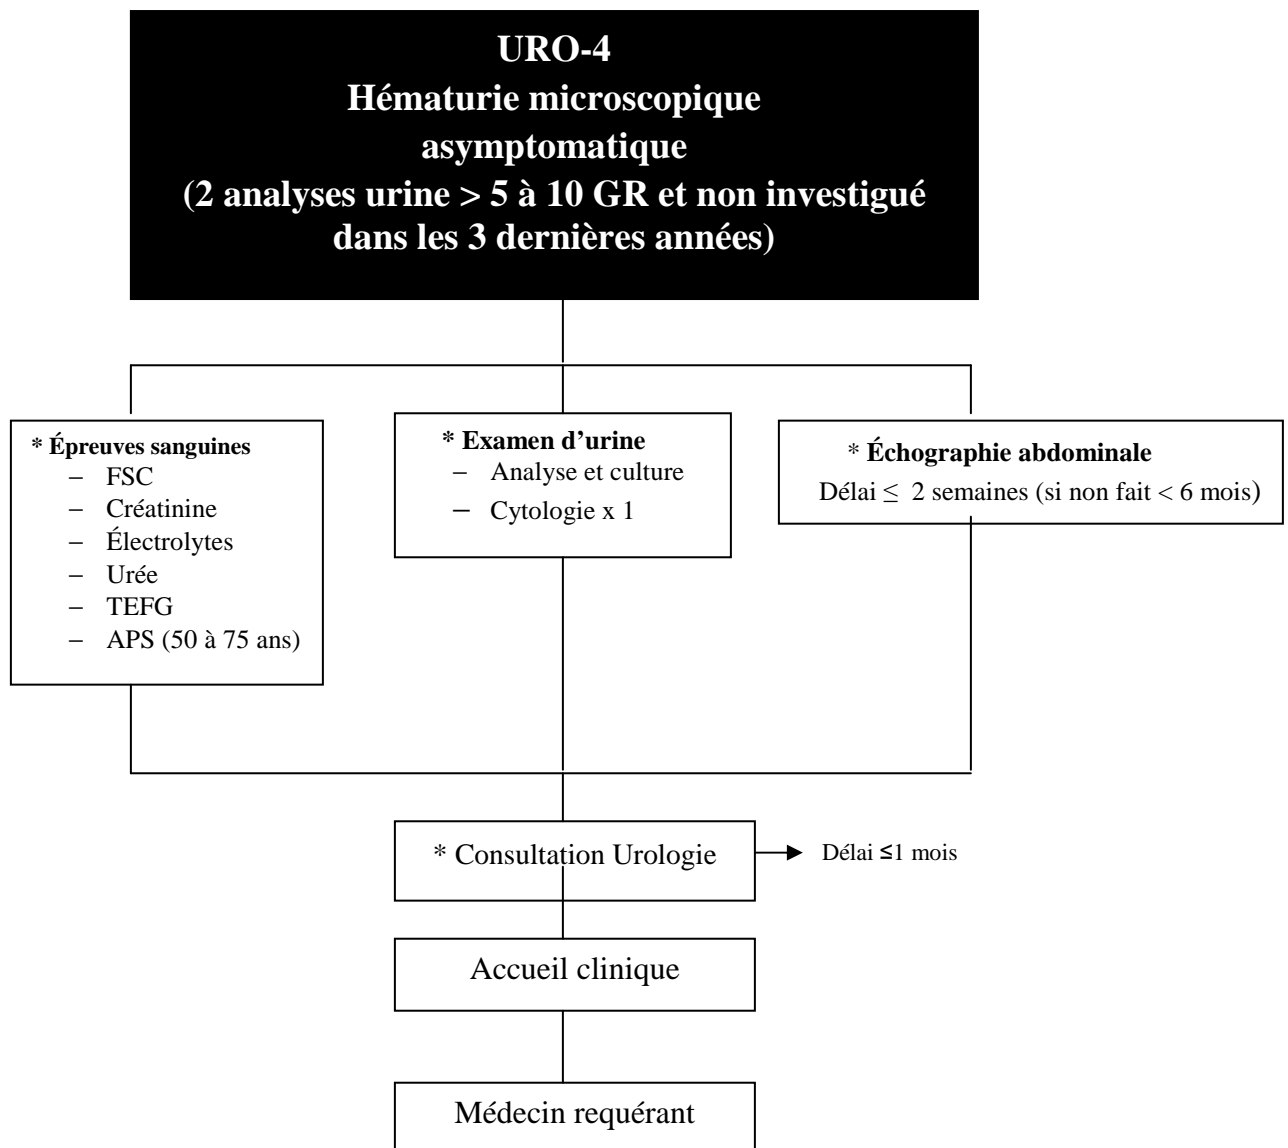 URO-4
Hématurie microscopique
asymptomatique
(2 analyses urine > 5 à 10 GR et non investigué
dans les 3 dernières années)
* Épreuves sanguines
– FSC
– Créatinine
– Électrolytes
– Urée
– TEFG
– APS (50 à 75 ans)
* Examen d’urine
– Analyse et culture
– Cytologie x 1
* Échographie abdominale
Délai ≤ 2 semaines (si non fait < 6 mois)
* Consultation Urologie
Délai ≤1 mois
Accueil clinique
Médecin requérant